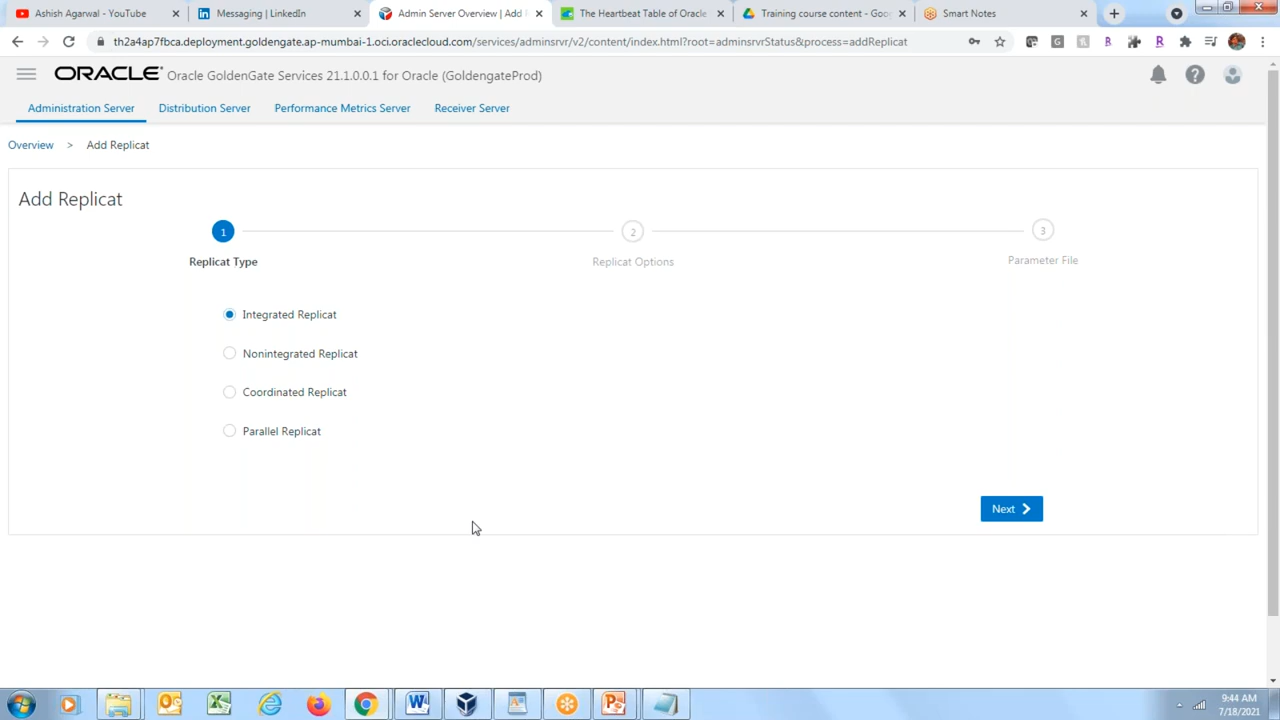 Ashish Agarwal - YouTube
Messaging | LinkedIn
Admin Server Overview | Add R
The Heartbeat Table of Oracle
Training course content - Goo
Smart Notes
th2a4ap7fbca.deployment.goldengate.ap-mumbai-1.oci.oraclecloud.com/services/adminsrvr/v2/content/index.html?root=adminsrvrStatus&process=addReplicat
ORACLE Oracle GoldenGate Services 21.1.0.0.1 for Oracle (GoldengateProd)
Administration Server
Distribution Server
Performance Metrics Server
Receiver Server
Overview > Add Replicat
Add Replicat
1
2
3
Replicat Type
Replicat Options
Parameter File
Integrated Replicat
Nonintegrated Replicat
Coordinated Replicat
Parallel Replicat
Next
9:44 AM
7/18/2021